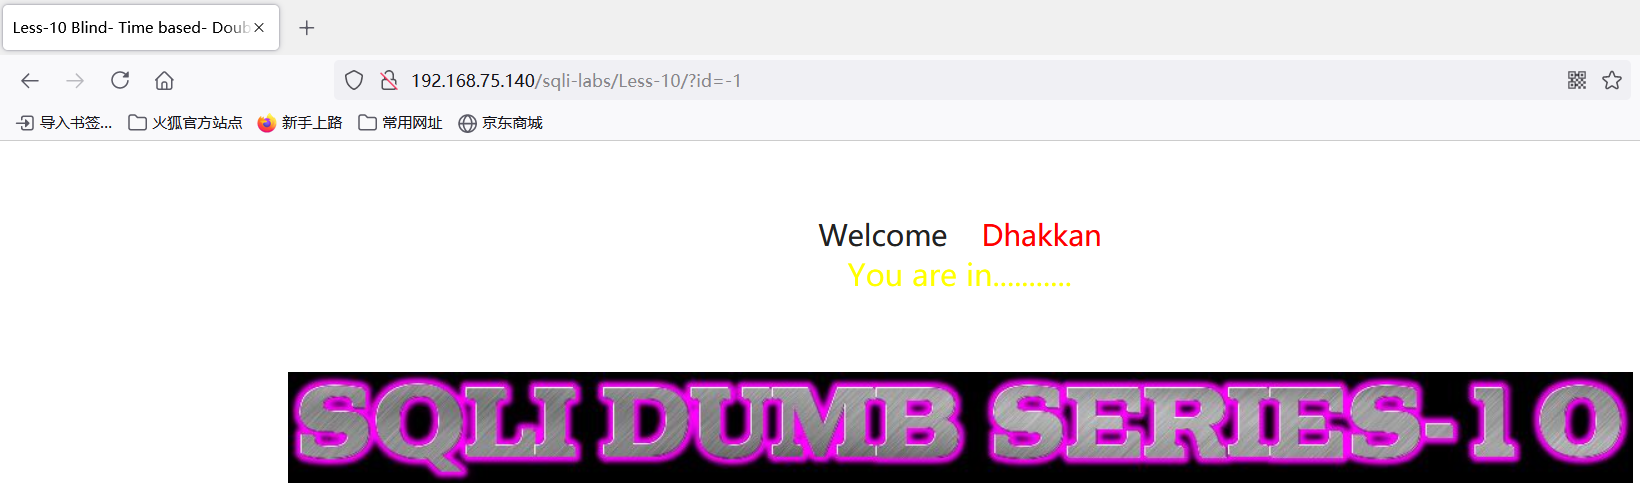 Less-10 Blind- Time based- Doub
192.168.75.140/sqli-labs/Less-10/?id=-1
导入书签... 火狐官方站点 新手上路 常用网址 京东商城
Welcome Dhakkan
You are in...........
SQLI DUMB SERIES-10